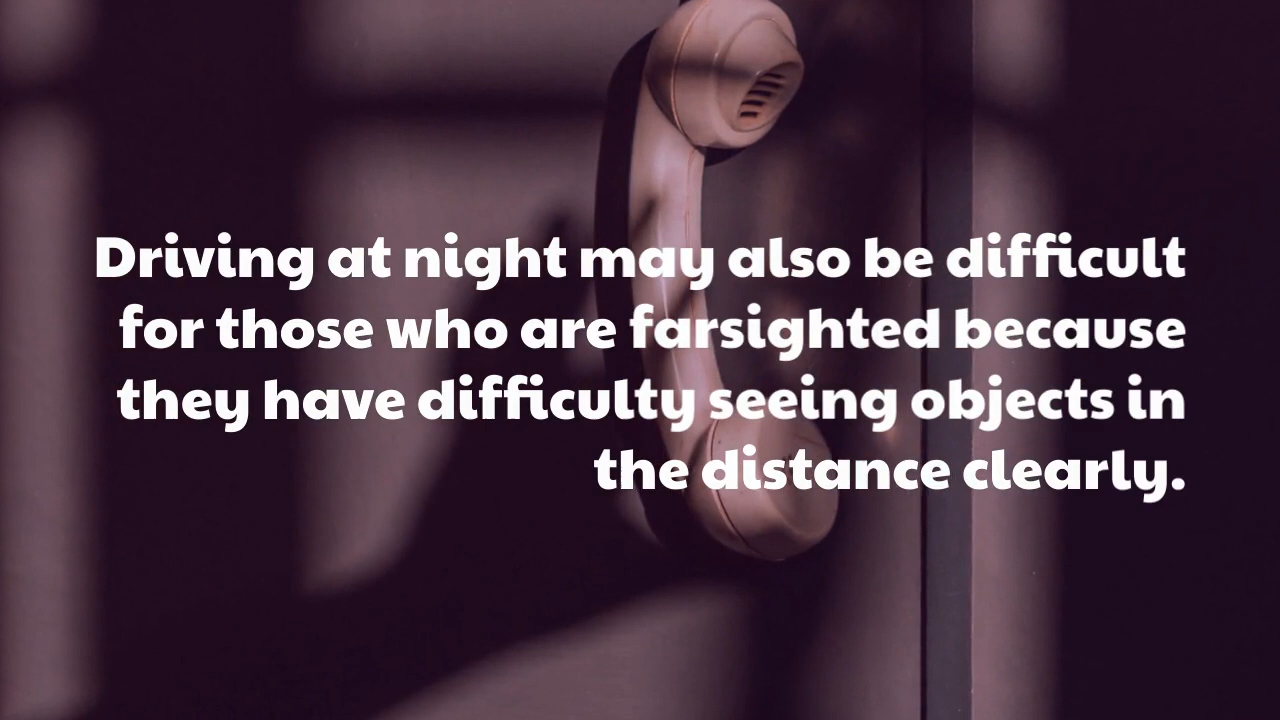 Driving at night may also be difficult
for those who are farsighted because
they have difficulty seeing objects in
the distance clearly.